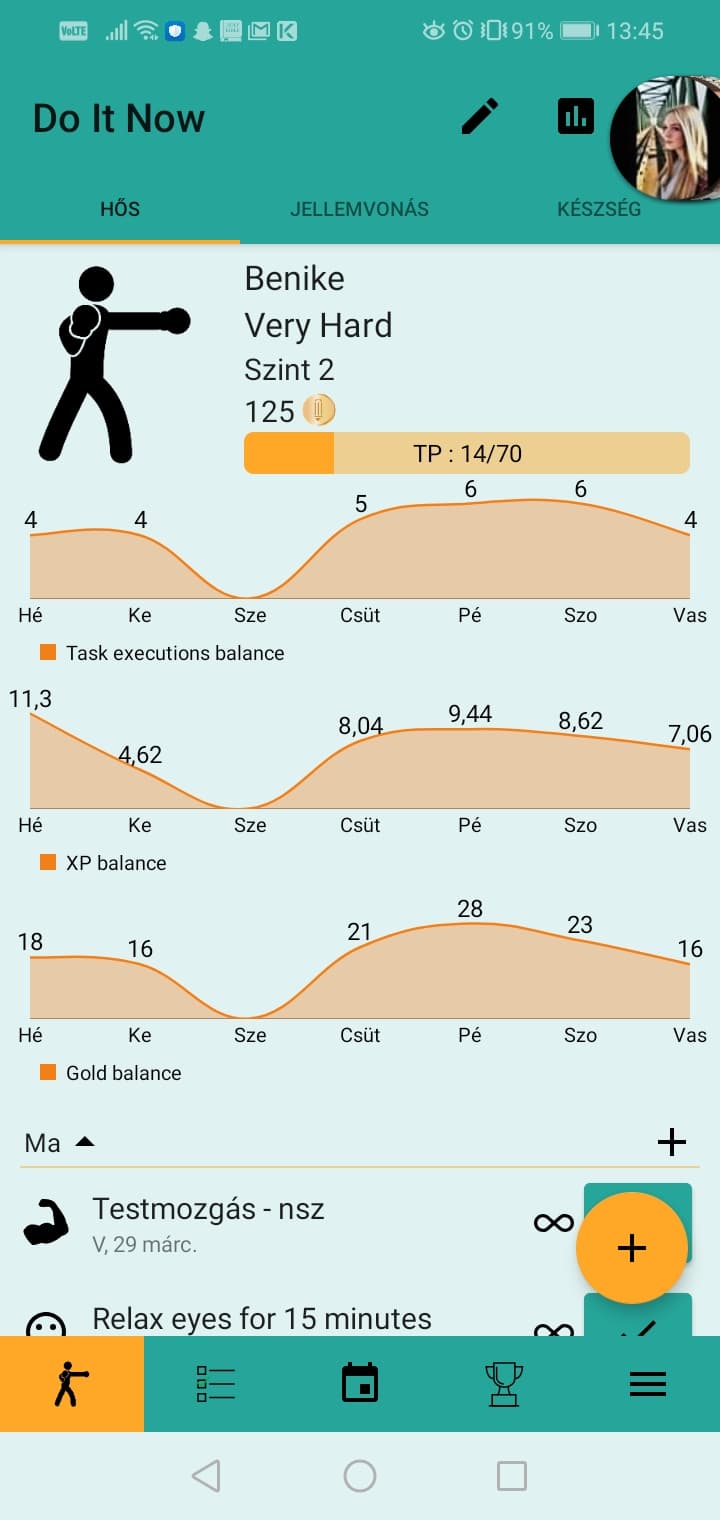 VoLTE 91% 13:45
Do It Now
HŐS JELLEMVONÁS KÉSZSÉG
Benike
Very Hard
Szint 2
125
TP : 14/70
4 4 5 6 6 4
Hé Ke Sze Csüt Pé Szo Vas
Task executions balance
11,3 4,62 8,04 9,44 8,62 7,06
Hé Ke Sze Csüt Pé Szo Vas
XP balance
18 16 21 28 23 16
Hé Ke Sze Csüt Pé Szo Vas
Gold balance
Ma
Testmozgás - nsz
V, 29 márc.
Relax eyes for 15 minutes